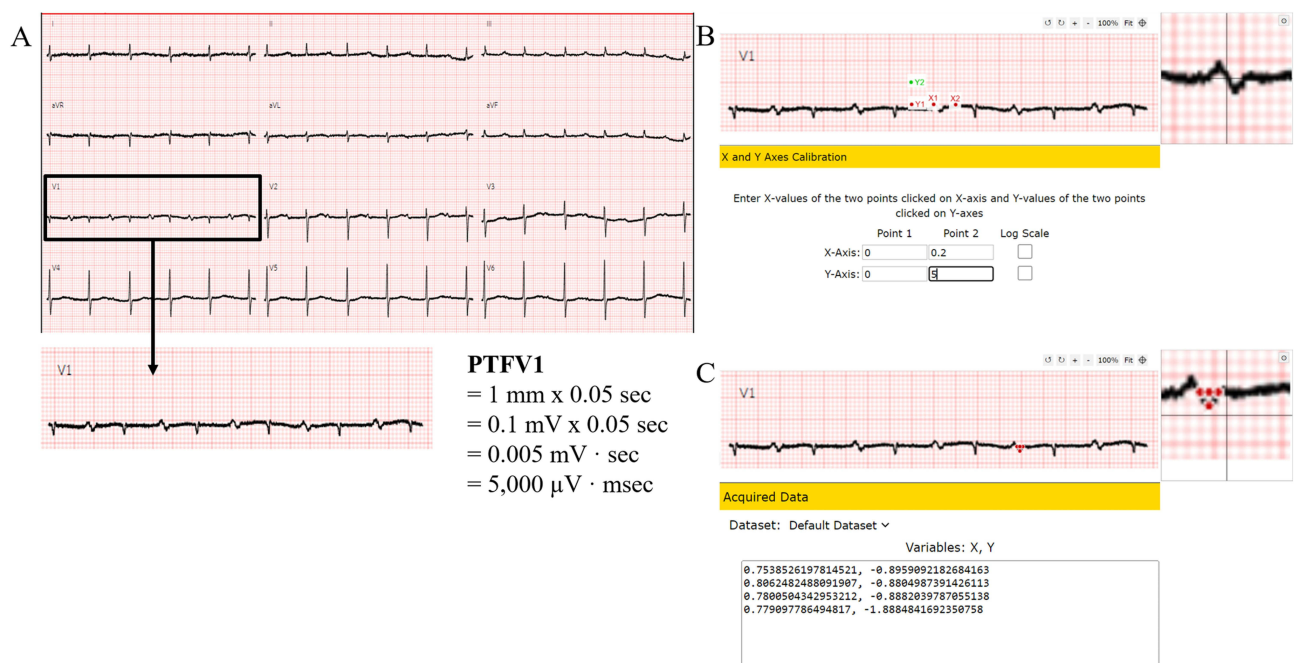 A
I
II
III
aVR
aVL
aVF
V1
V2
V3
V4
V5
V6
V1
PTFV1
= 1 mm x 0.05 sec
= 0.1 mV x 0.05 sec
= 0.005 mV · sec
= 5,000 µV · msec
B
+ - 100% Fit
V1
Y2
Y1 X1 X2
X and Y Axes Calibration
Enter X-values of the two points clicked on X-axis and Y-values of the two points
clicked on Y-axes
Point 1 Point 2 Log Scale
X-Axis: 0 0.2
Y-Axis: 0 5
C
+ - 100% Fit
V1
Acquired Data
Dataset: Default Dataset
Variables: X, Y
0.7538526197814521, -0.8959092182684163
0.8062482488091907, -0.8804987391426113
0.7800504342953212, -0.8882039787055138
0.779097786494817, -1.8884841692350758